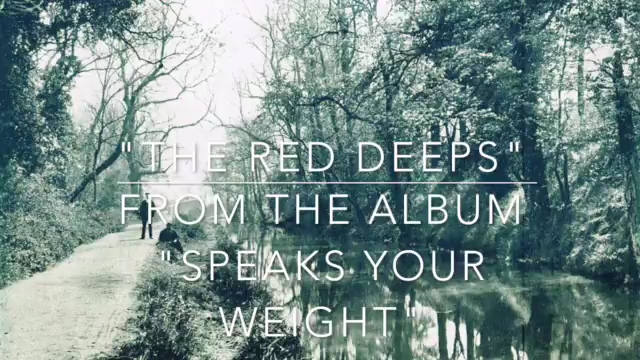 "THE RED DEEPS"
FROM THE ALBUM
"SPEAKS YOUR
WEIGHT"